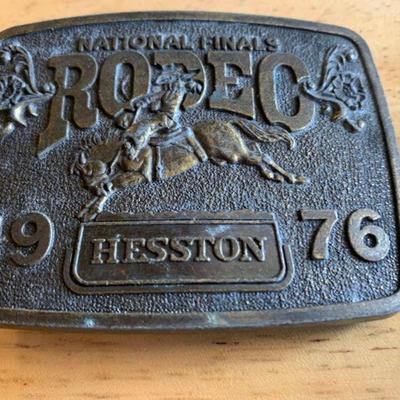 NATIONAL FINALS
RODEO
19 76
HESSTON